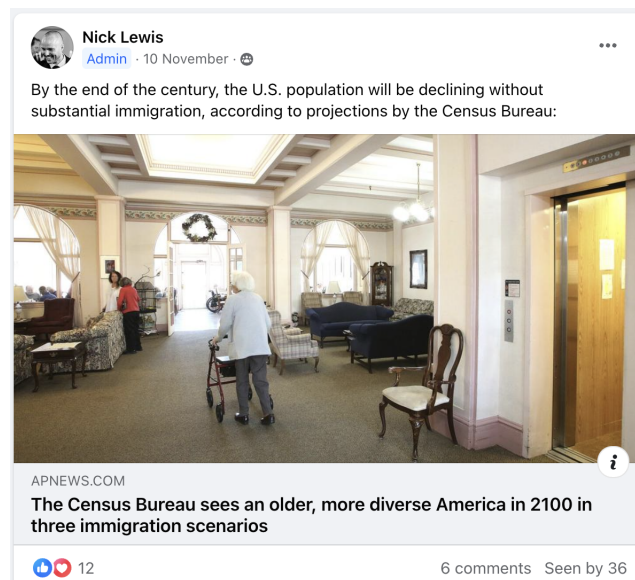 Nick Lewis
Admin · 10 November ·
By the end of the century, the U.S. population will be declining without
substantial immigration, according to projections by the Census Bureau:
APNEWS.COM
The Census Bureau sees an older, more diverse America in 2100 in
three immigration scenarios
12
6 comments Seen by 36